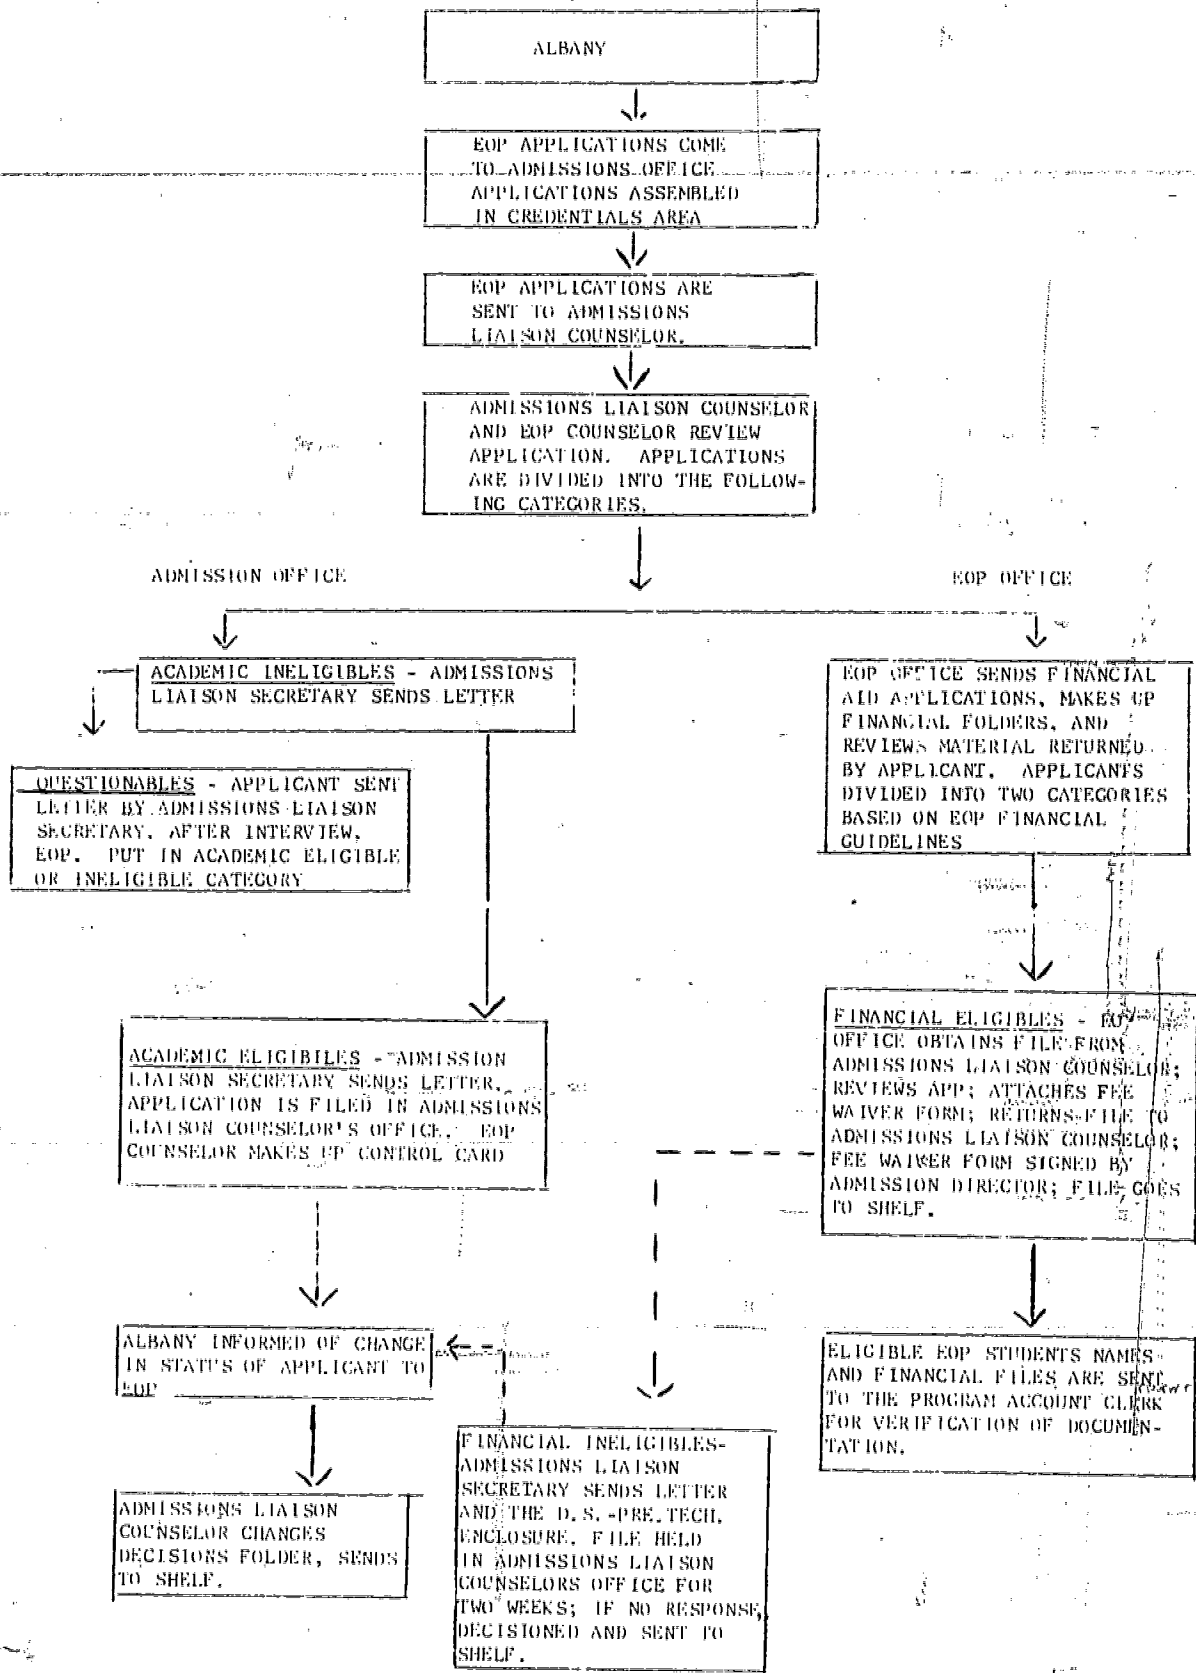 ALBANY
EOP APPLICATIONS COME
TO ADMISSIONS OFFICE
APPLICATIONS ASSEMBLED
IN CREDENTIALS AREA
EOP APPLICATIONS ARE
SENT TO ADMISSIONS
LIAISON COUNSELOR.
ADMISSIONS LIAISON COUNSELOR
AND EOP COUNSELOR REVIEW
APPLICATION. APPLICATIONS
ARE DIVIDED INTO THE FOLLOW-
ING CATEGORIES.
ADMISSION OFFICE
EOP OFFICE
ACADEMIC INELIGIBLES - ADMISSIONS
LIAISON SECRETARY SENDS LETTER
EOP OFFICE SENDS FINANCIAL
AID APPLICATIONS, MAKES UP
FINANCIAL FOLDERS, AND
REVIEWS MATERIAL RETURNED
BY APPLICANT. APPLICANTS
DIVIDED INTO TWO CATEGORIES
BASED ON EOP FINANCIAL
GUIDELINES
QUESTIONABLES - APPLICANT SENT
LETTER BY ADMISSIONS LIAISON
SECRETARY. AFTER INTERVIEW,
EOP. PUT IN ACADEMIC ELIGIBLE
OR INELIGIBLE CATEGORY
ACADEMIC ELIGIBILES - ADMISSION
LIAISON SECRETARY SENDS LETTER.
APPLICATION IS FILED IN ADMISSIONS
LIAISON COUNSELOR'S OFFICE. EOP
COUNSELOR MAKES UP CONTROL CARD
FINANCIAL ELIGIBLES - EOP
OFFICE OBTAINS FILE FROM
ADMISSIONS LIAISON COUNSELOR;
REVIEWS APP; ATTACHES FEE
WAIVER FORM; RETURNS FILE TO
ADMISSIONS LIAISON COUNSELOR;
FEE WAIVER FORM SIGNED BY
ADMISSION DIRECTOR; FILE GOES
TO SHELF.
ALBANY INFORMED OF CHANGE
IN STATUS OF APPLICANT TO
EDP
ELIGIBLE EOP STUDENTS NAMES
AND FINANCIAL FILES ARE SENT
TO THE PROGRAM ACCOUNT CLERK
FOR VERIFICATION OF DOCUMEN-
TATION.
ADMISSIONS LIAISON
COUNSELOR CHANGES
DECISIONS FOLDER, SENDS
TO SHELF.
FINANCIAL INELIGIBLES-
ADMISSIONS LIAISON
SECRETARY SENDS LETTER
AND THE D.S.-PRE.TECH.
ENCLOSURE. FILE HELD
IN ADMISSIONS LIAISON
COUNSELORS OFFICE FOR
TWO WEEKS; IF NO RESPONSE,
DECISIONED AND SENT TO
SHELF.